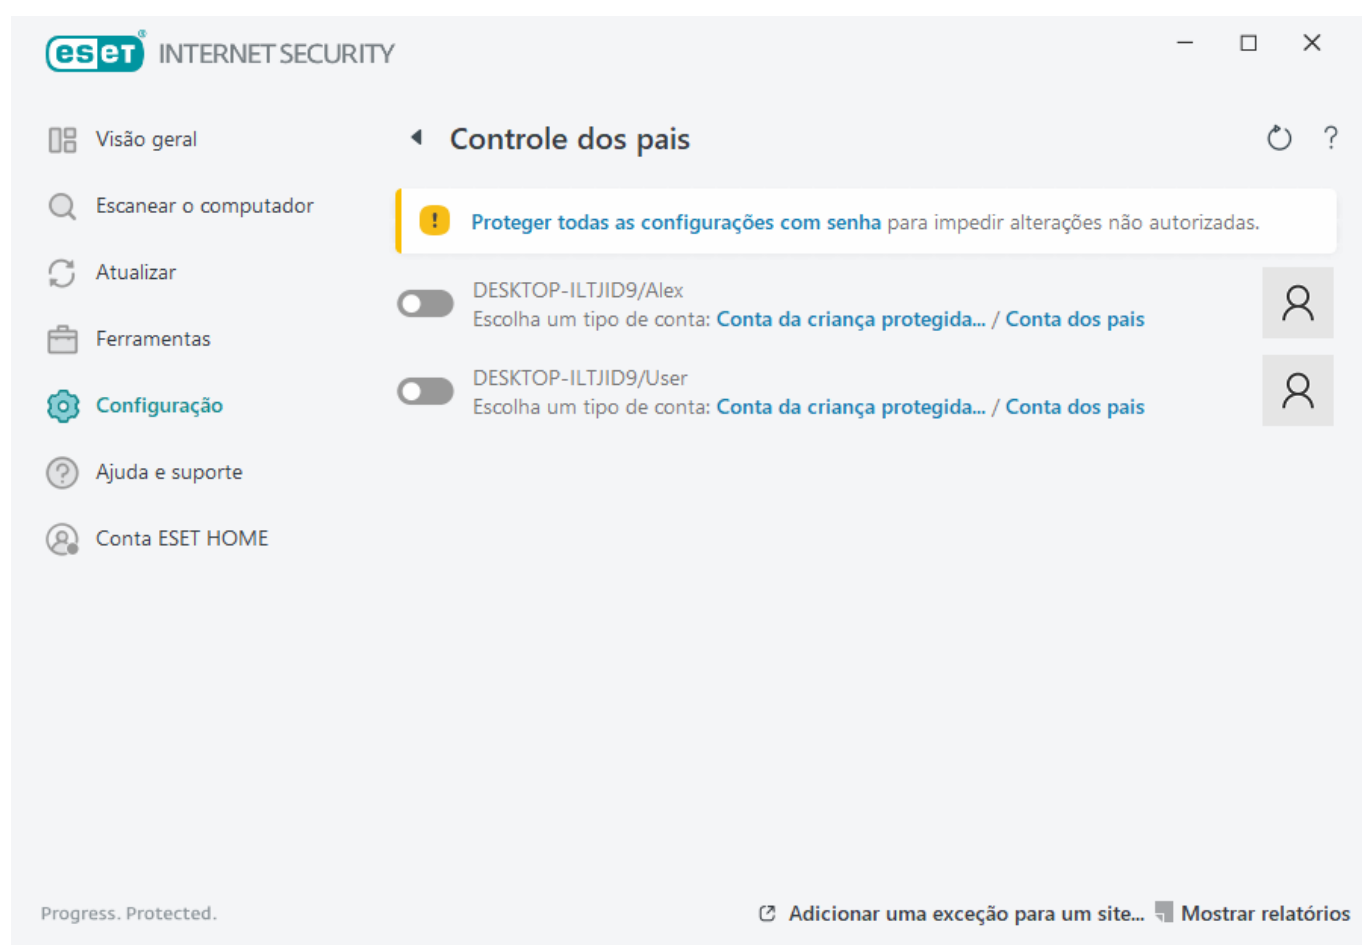 eset® INTERNET SECURITY
Visão geral
Escanear o computador
Atualizar
Ferramentas
Configuração
Ajuda e suporte
Conta ESET HOME
Controle dos pais
?
! Proteger todas as configurações com senha para impedir alterações não autorizadas.
DESKTOP-ILTJID9/Alex
Escolha um tipo de conta: Conta da criança protegida... / Conta dos pais
DESKTOP-ILTJID9/User
Escolha um tipo de conta: Conta da criança protegida... / Conta dos pais
Progress. Protected.
Adicionar uma exceção para um site... Mostrar relatórios